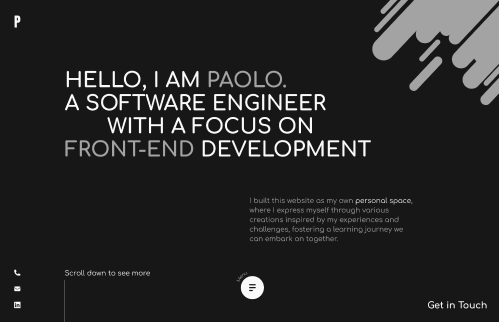 P
HELLO, I AM PAOLO.
A SOFTWARE ENGINEER
WITH A FOCUS ON
FRONT-END DEVELOPMENT
I built this website as my own personal space,
where I express myself through various
creations inspired by my experiences and
challenges, fostering a learning journey we
can embark on together.
Scroll down to see more
MENU
Get in Touch